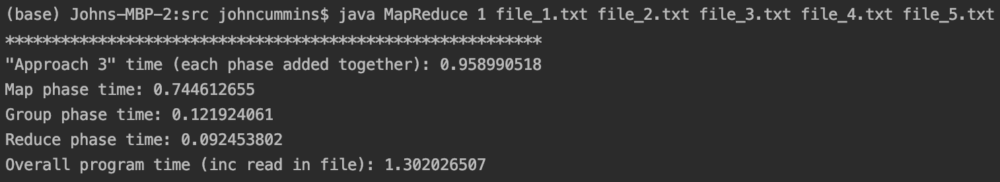 (base) Johns-MBP-2:src johncummins$ java MapReduce 1 file_1.txt file_2.txt file_3.txt file_4.txt file_5.txt
**********************************************************
"Approach 3" time (each phase added together): 0.958990518
Map phase time: 0.744612655
Group phase time: 0.121924061
Reduce phase time: 0.092453802
Overall program time (inc read in file): 1.302026507